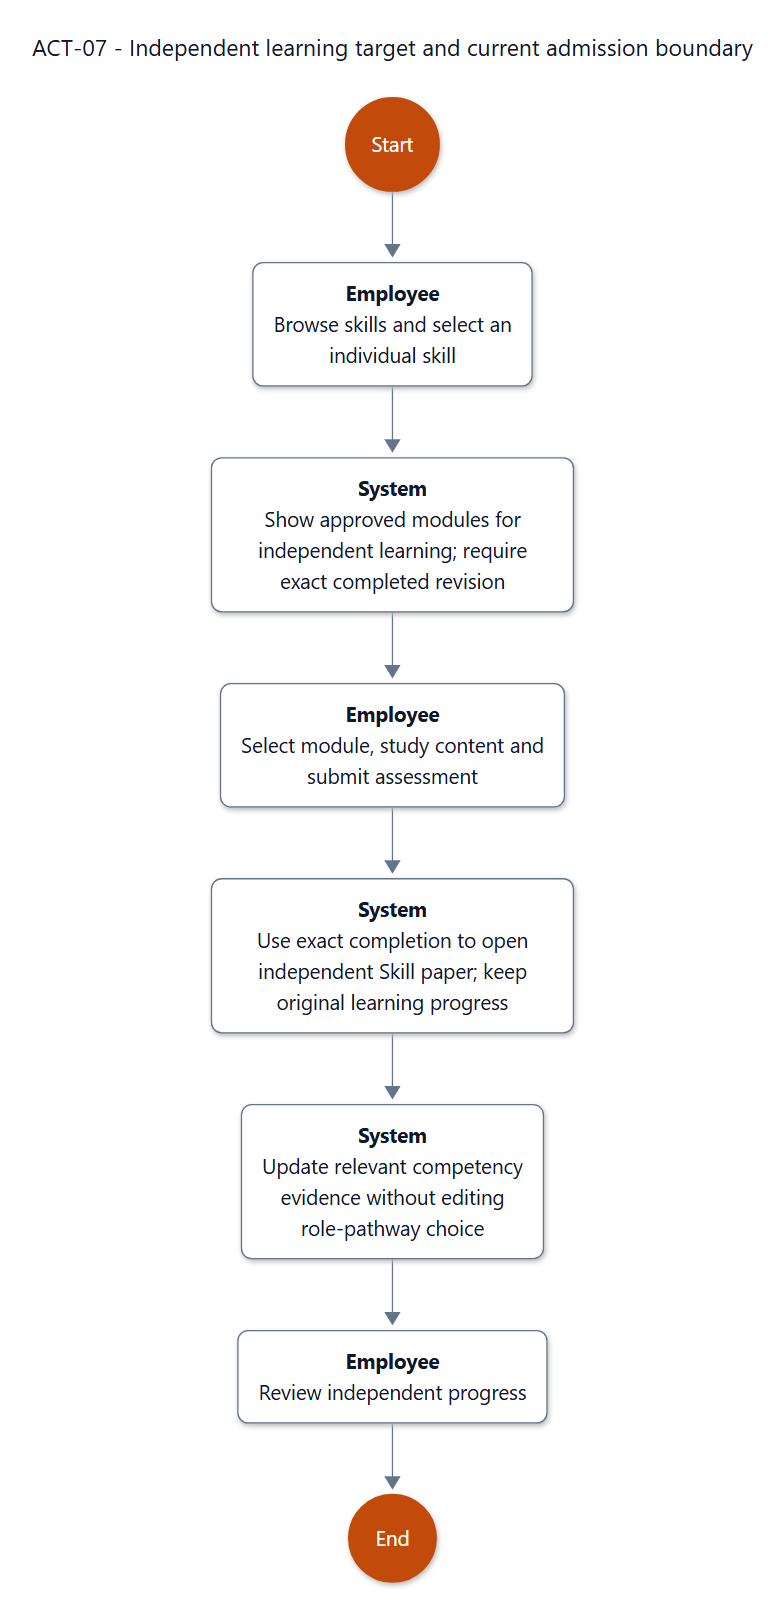 ACT-07 - Independent learning target and current admission boundary
Start
Employee
Browse skills and select an
individual skill
System
Show approved modules for
independent learning; require
exact completed revision
Employee
Select module, study content and
submit assessment
System
Use exact completion to open
independent Skill paper; keep
original learning progress
System
Update relevant competency
evidence without editing
role-pathway choice
Employee
Review independent progress
End